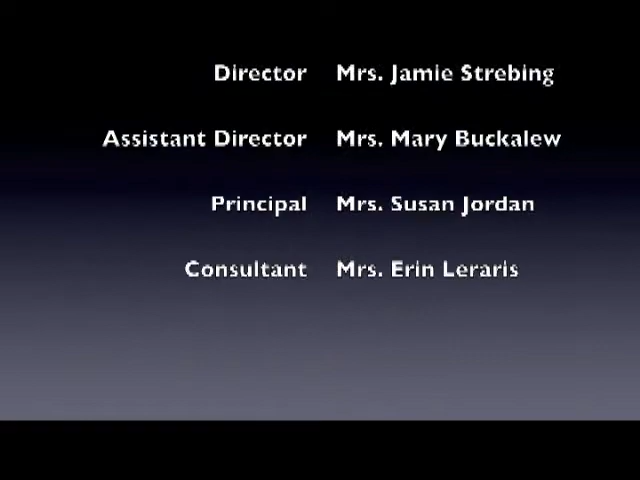 Director Mrs. Jamie Strebing
Assistant Director Mrs. Mary Buckalew
Principal Mrs. Susan Jordan
Consultant Mrs. Erin Leraris